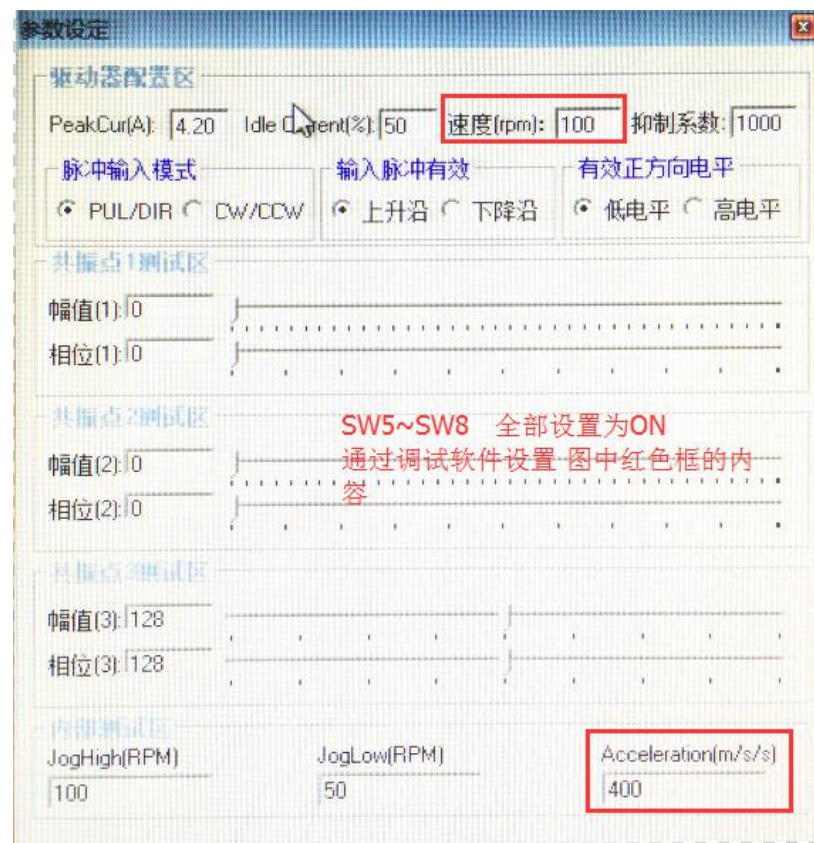 参数设定
驱动器配置区
PeakCur(A): 4.20 Idle Current(%): 50 速度(rpm): 100 抑制系数: 1000
脉冲输入模式 输入脉冲有效 有效正方向电平
PUL/DIR CW/CCW 上升沿 下降沿 低电平 高电平
共振点1测试区
幅值(1): 0
相位(1): 0
共振点2测试区
SW5~SW8 全部设置为ON
幅值(2): 0 通过调试软件设置 图中红色框的内
容
相位(2): 0
共振点3测试区
幅值(3): 128
相位(3): 128
内部测试区
JogHigh(RPM) JogLow(RPM) Acceleration(m/s/s)
100 50 400